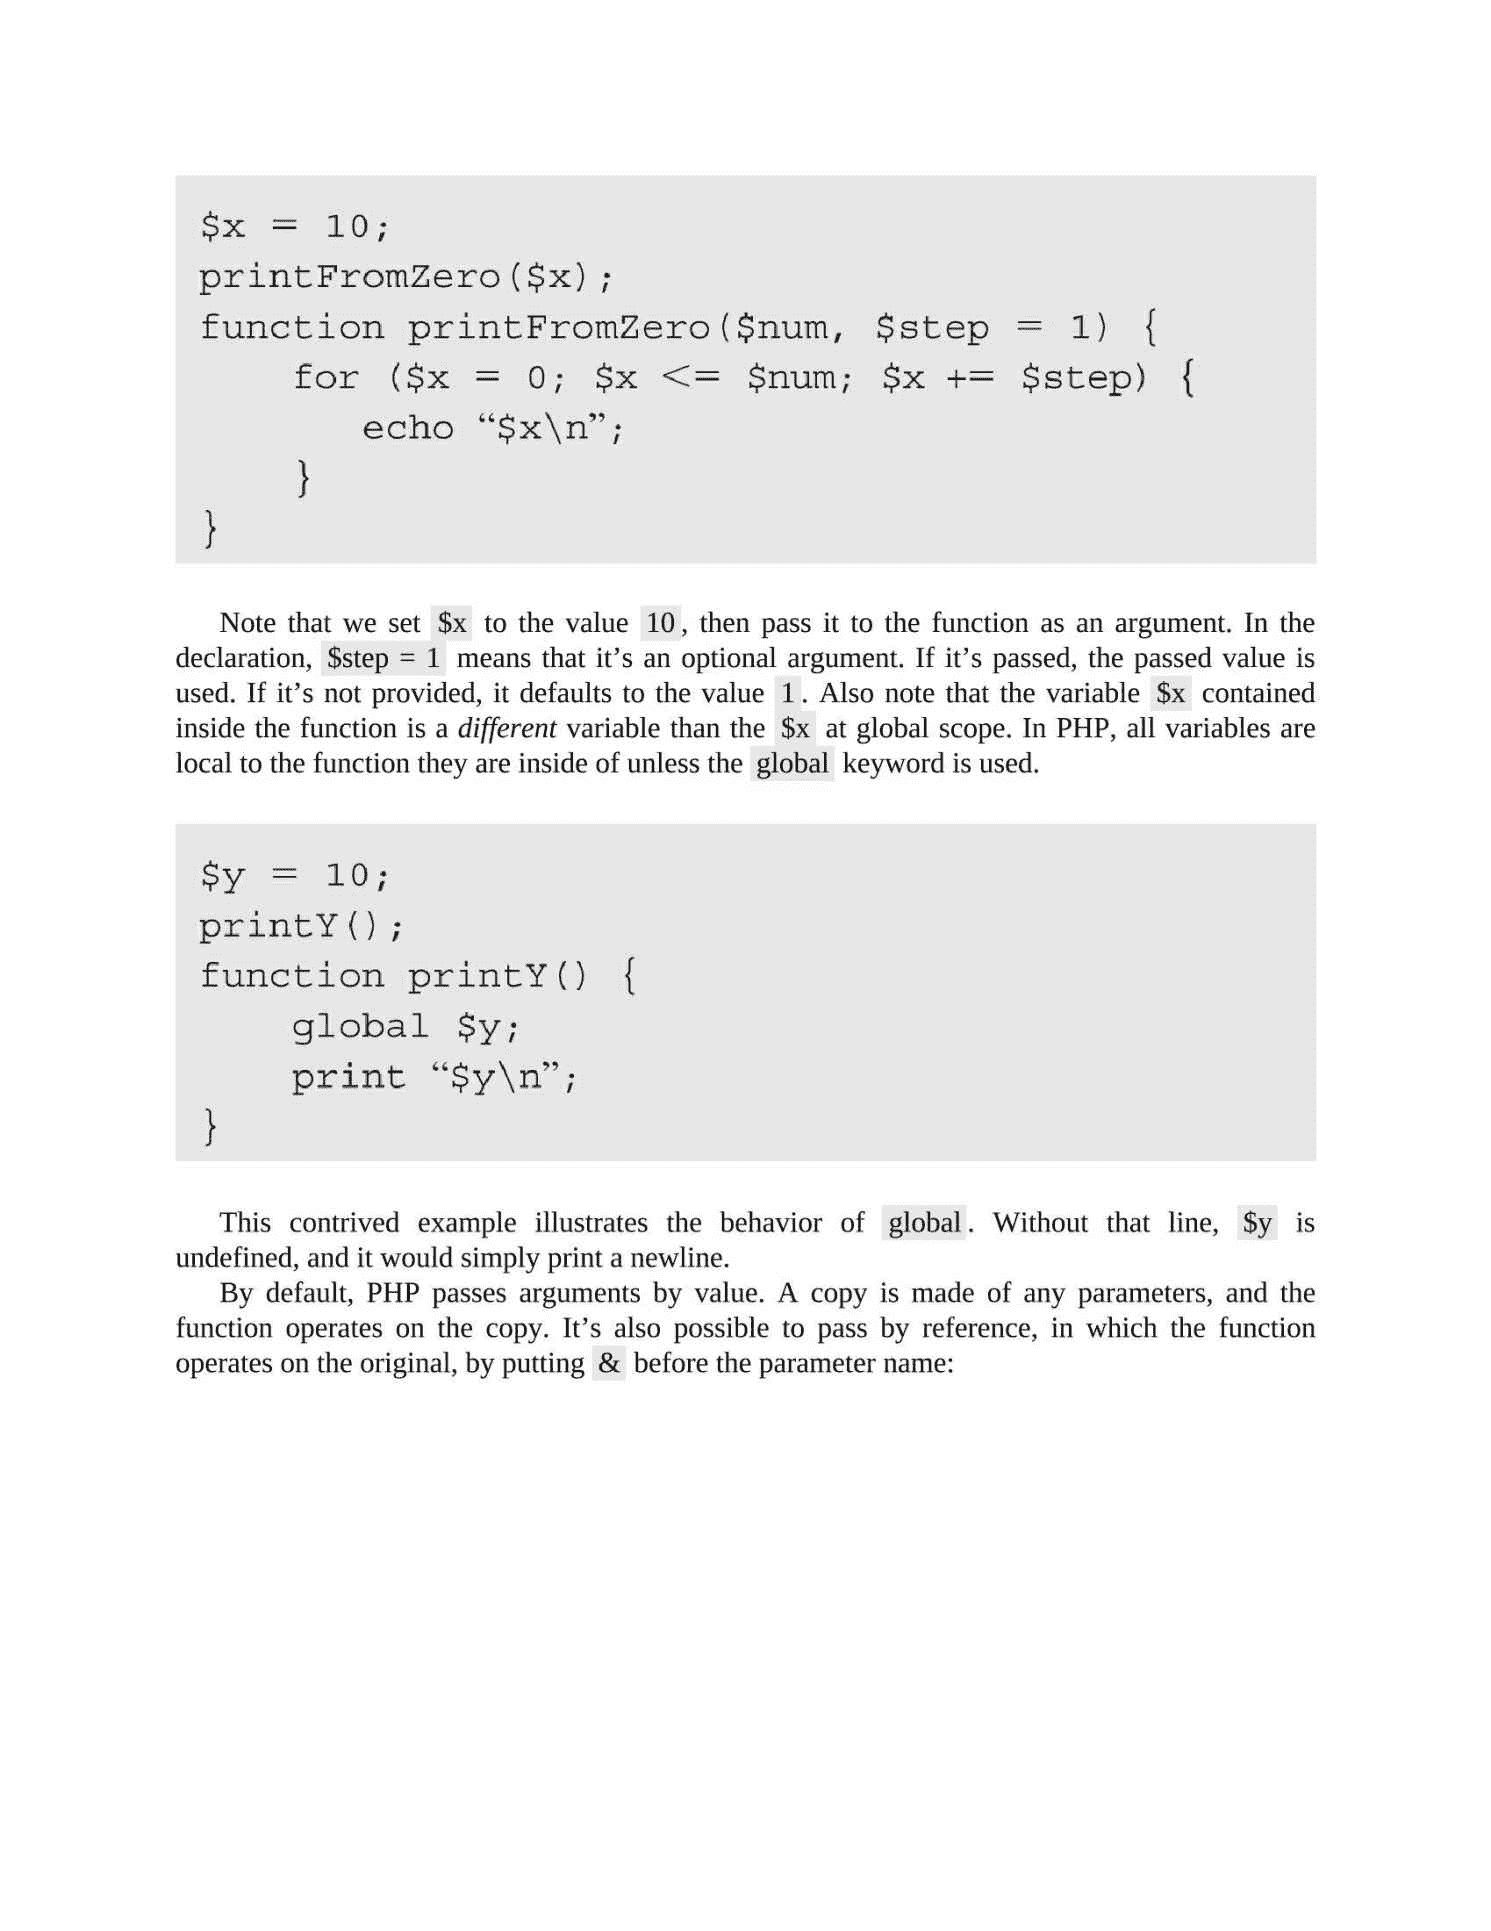 $x = 10;
printFromZero($x);
function printFromZero($num, $step = 1) {
    for ($x = 0; $x <= $num; $x += $step) {
       echo “$x\n”;
    }
}
Note that we set $x to the value 10, then pass it to the function as an argument. In the
declaration, $step = 1 means that it’s an optional argument. If it’s passed, the passed value is
used. If it’s not provided, it defaults to the value 1. Also note that the variable $x contained
inside the function is a different variable than the $x at global scope. In PHP, all variables are
local to the function they are inside of unless the global keyword is used.
$y = 10;
printY();
function printY() {
    global $y;
    print “$y\n”;
}
This contrived example illustrates the behavior of global. Without that line, $y is
undefined, and it would simply print a newline.
By default, PHP passes arguments by value. A copy is made of any parameters, and the
function operates on the copy. It’s also possible to pass by reference, in which the function
operates on the original, by putting & before the parameter name: